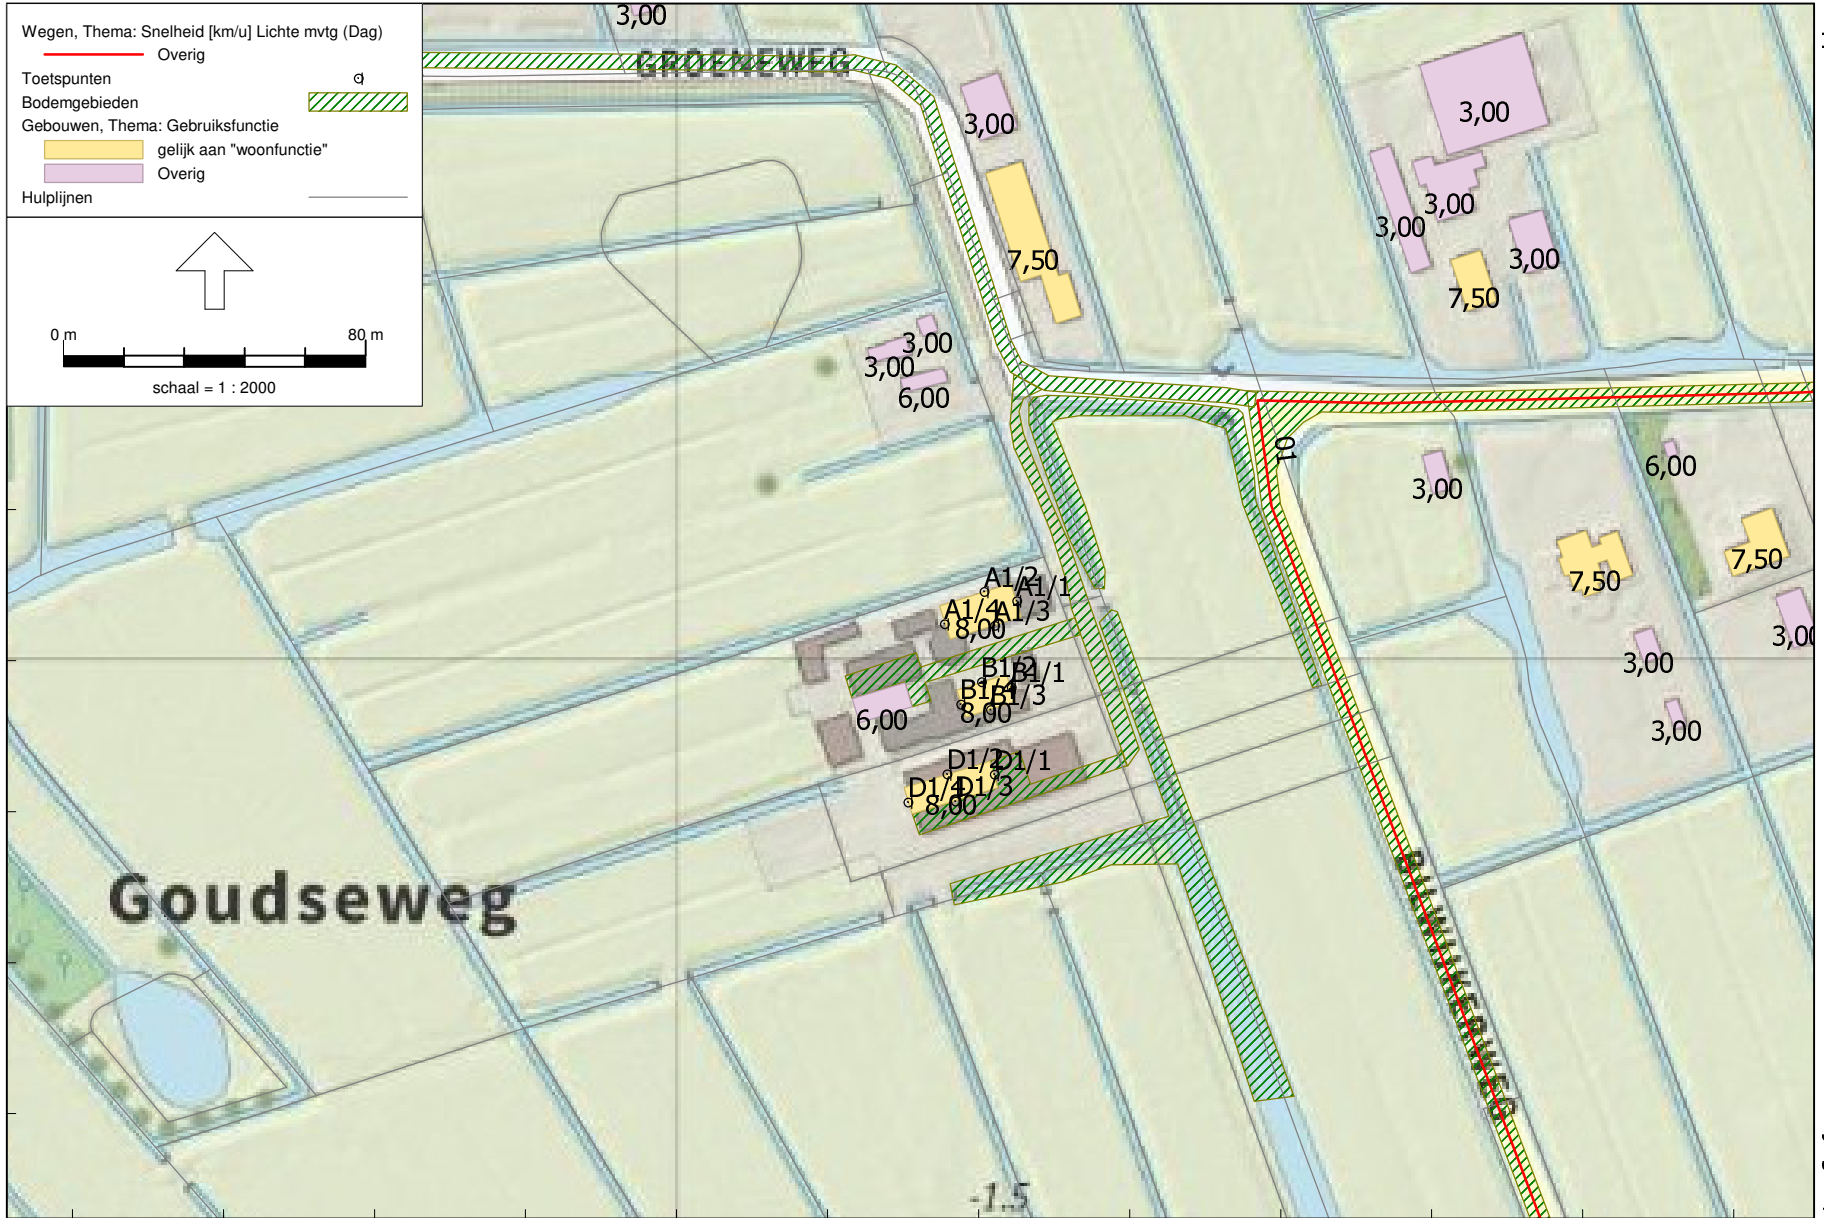 Wegen, Thema: Snelheid [km/u] Lichte mvtg (Dag)
Overig
Toetspunten
Bodemgebieden
Gebouwen, Thema: Gebruiksfunctie
gelijk aan "woonfunctie"
Overig
Hulplijnen
0 m 80 m
schaal = 1 : 2000
3,00
GROENEWEG
3,00
3,00
3,00
3,00
7,50
3,00
7,50
3,00
3,00
6,00
01
3,00
6,00
7,50
7,50
A1/2
A1/1
A1/4
A1/3
8,00
3,00
3,00
B1/2
B1/1
B1/4
B1/3
8,00
6,00
3,00
D1/2
D1/1
D1/4
D1/3
8,00
Goudseweg
-1.5